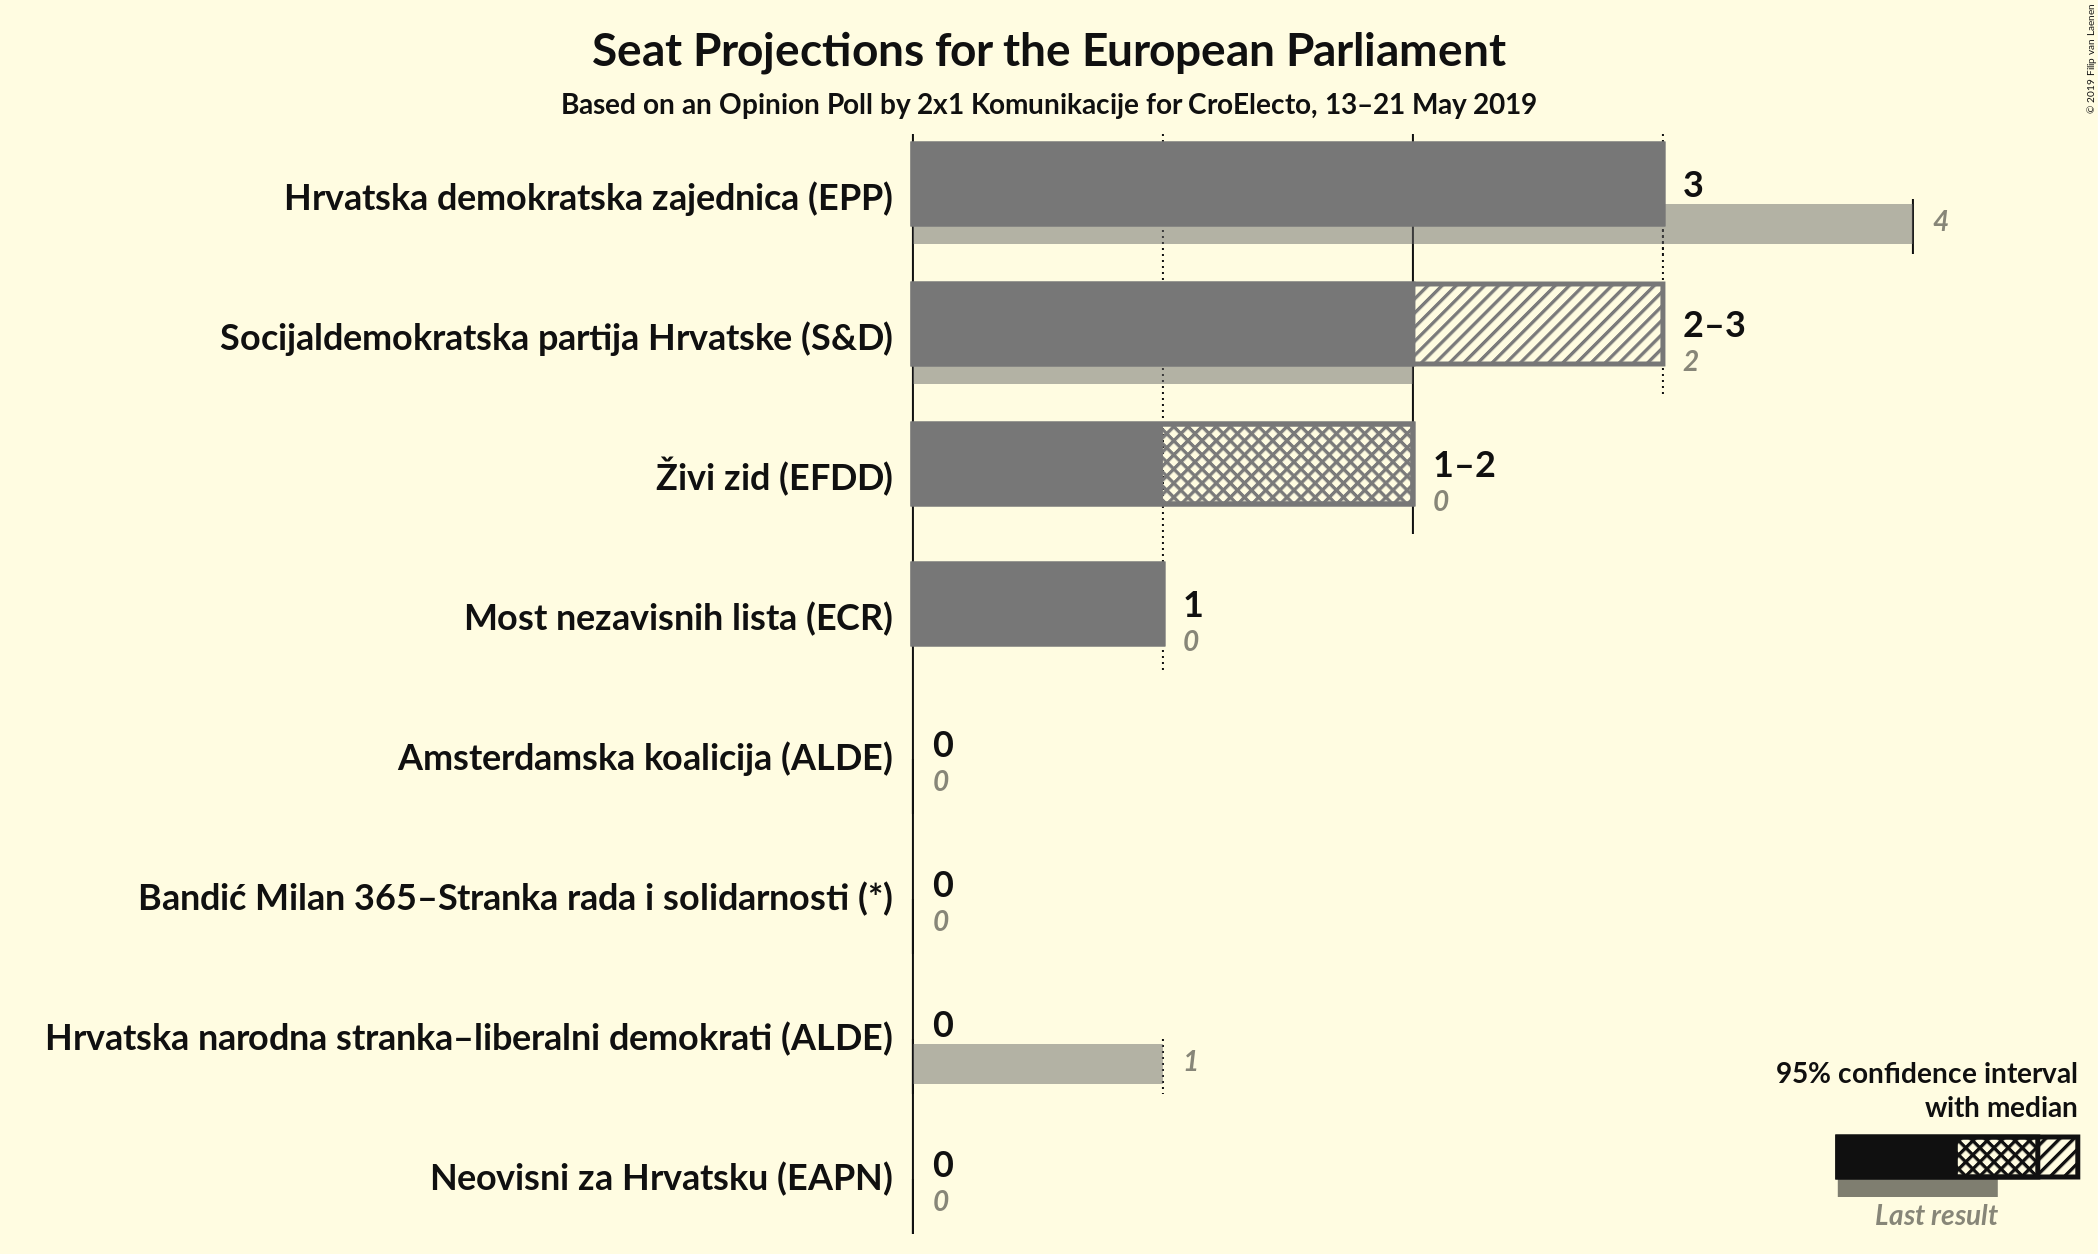 Seat Projections for the European Parliament
Based on an Opinion Poll by 2x1 Komunikacije for CroElecto, 13–21 May 2019
© 2019 Filip van Laenen
Hrvatska demokratska zajednica (EPP)
3
4
Socijaldemokratska partija Hrvatske (S&D)
2–3
2
Živi zid (EFDD)
1–2
0
Most nezavisnih lista (ECR)
1
0
Amsterdamska koalicija (ALDE)
0
0
Bandić Milan 365–Stranka rada i solidarnosti (*)
0
0
Hrvatska narodna stranka–liberalni demokrati (ALDE)
0
1
Neovisni za Hrvatsku (EAPN)
0
0
95% confidence interval
with median
Last result